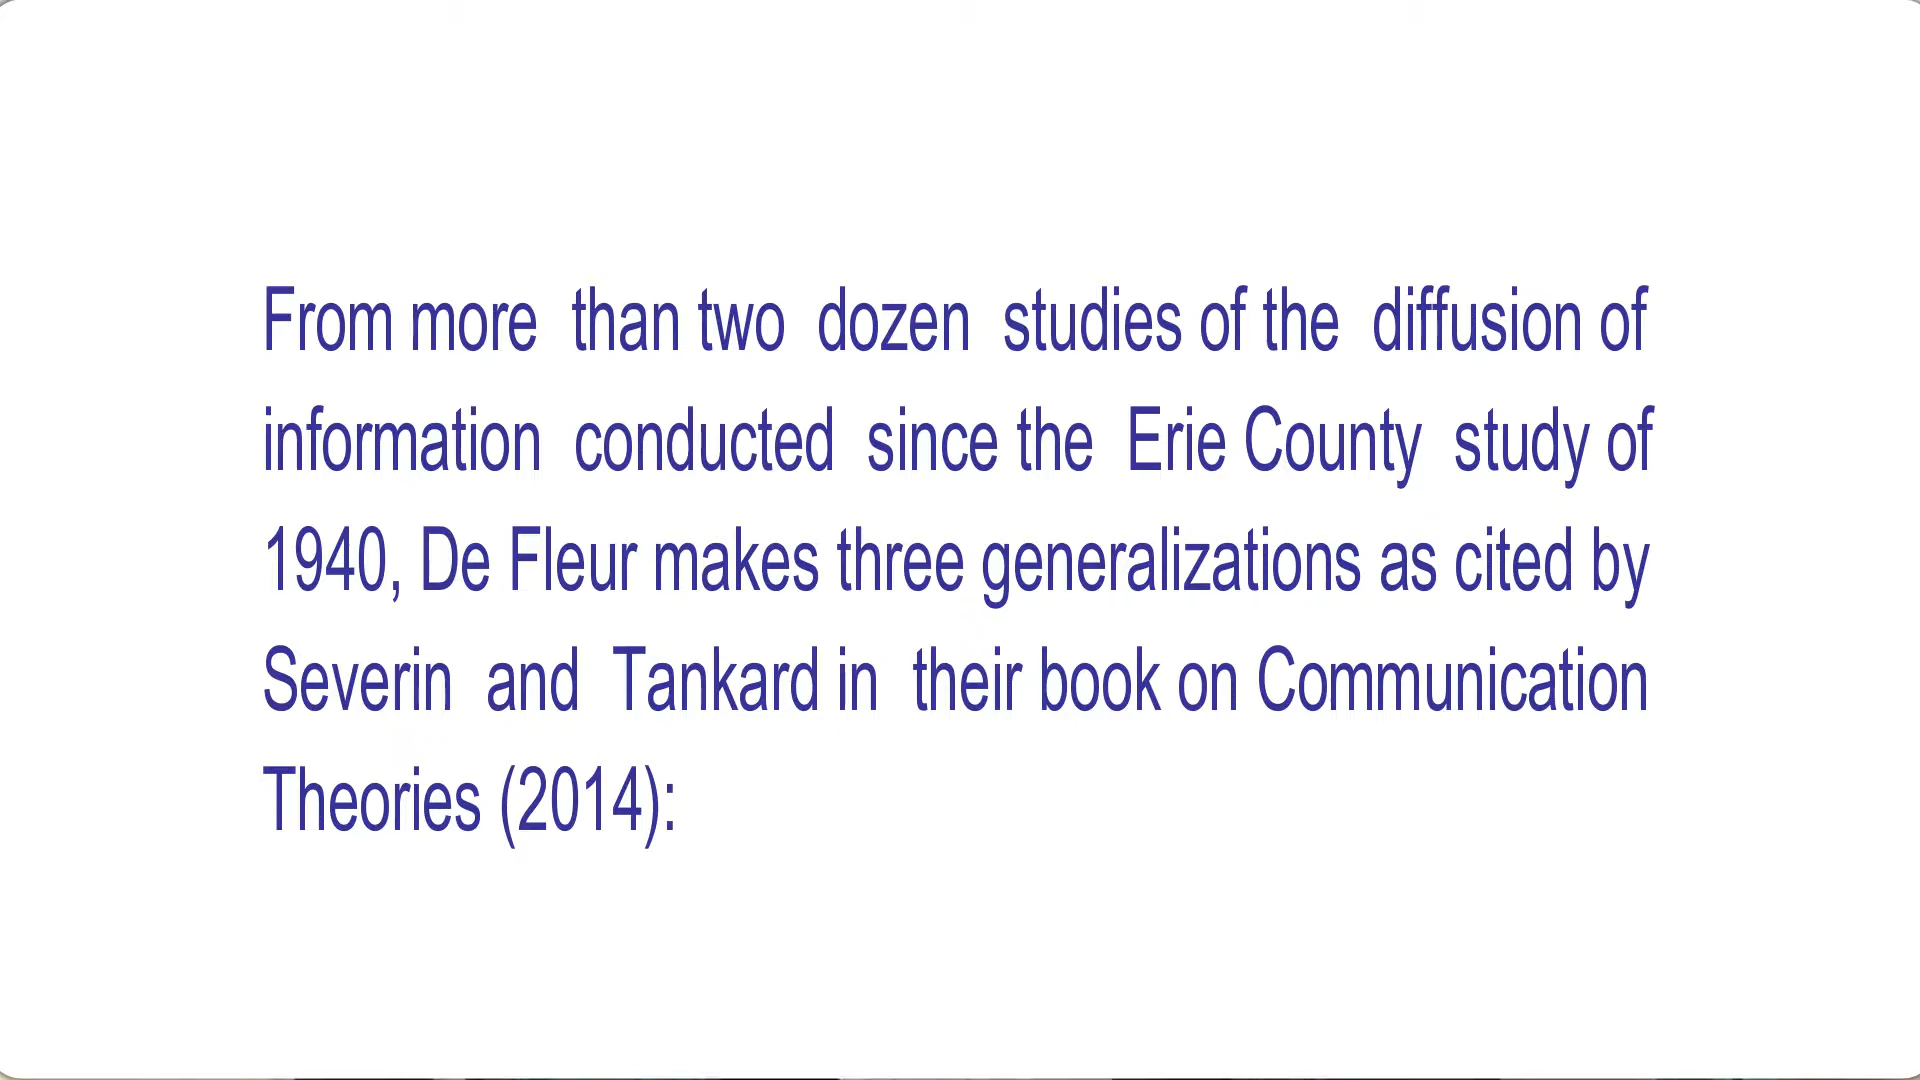 From more than two dozen studies of the diffusion of
information conducted since the Erie County study of
1940, De Fleur makes three generalizations as cited by
Severin and Tankard in their book on Communication
Theories (2014):